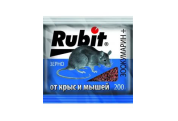 Rubit®
ЗЕРНО
ЗООКУМАРИН +
от крыс и мышей
200